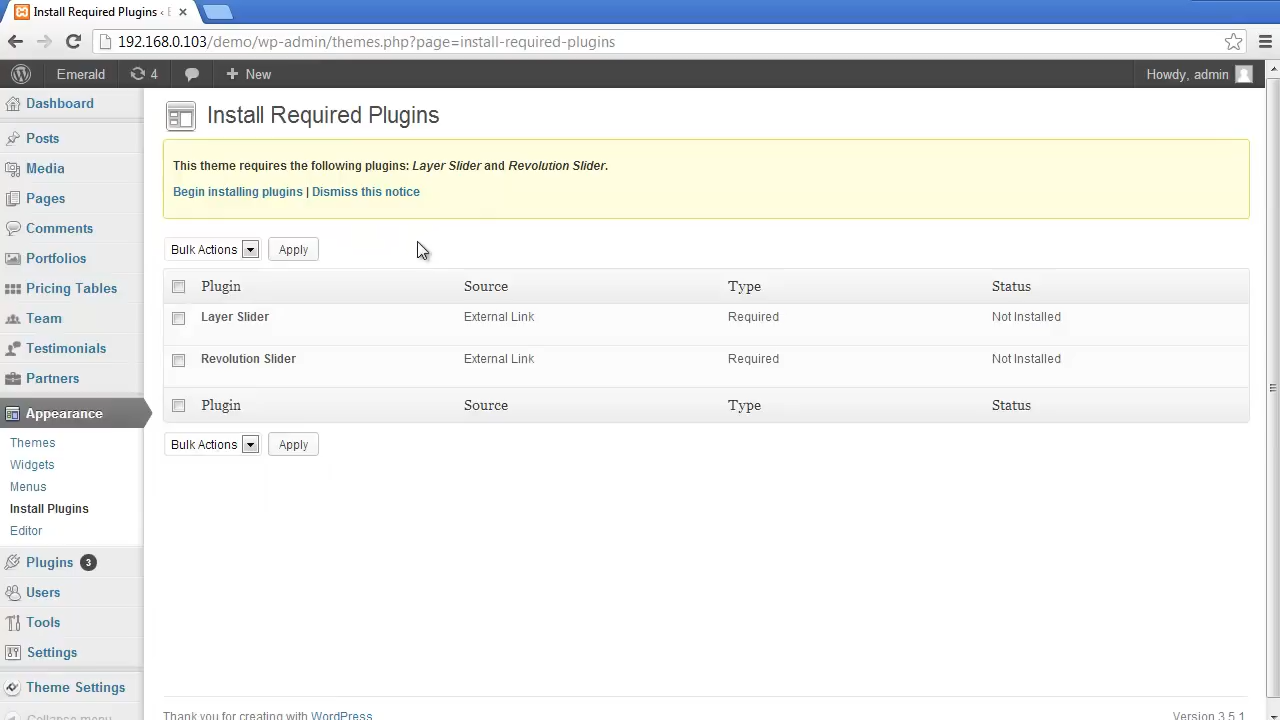 Install Required Plugins ‹ E
192.168.0.103/demo/wp-admin/themes.php?page=install-required-plugins
Emerald
4
New
Howdy, admin
Dashboard
Posts
Media
Pages
Comments
Portfolios
Pricing Tables
Team
Testimonials
Partners
Appearance
Themes
Widgets
Menus
Install Plugins
Editor
Plugins 3
Users
Tools
Settings
Theme Settings
Collapse menu
Install Required Plugins
This theme requires the following plugins: Layer Slider and Revolution Slider.
Begin installing plugins | Dismiss this notice
Bulk Actions Apply
Plugin Source Type Status
Layer Slider External Link Required Not Installed
Revolution Slider External Link Required Not Installed
Plugin Source Type Status
Bulk Actions Apply
Thank you for creating with WordPress
Version 3.5.1